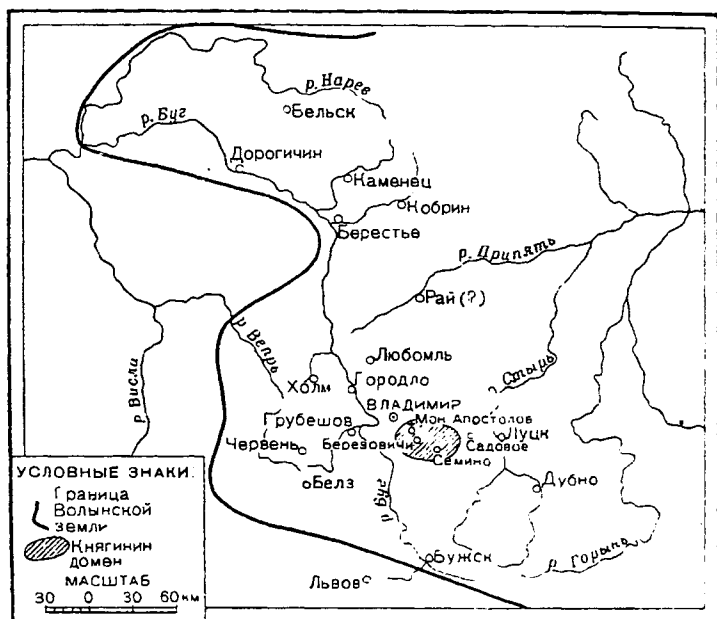 р. Нарев
Бельск
р. Буг
Дорогичин
Каменец
Кобрин
Берестье
р. Припять
Рай (?)
р. Вепрь
р. Висли
Любомль
Стырь
Холм
Городло
ВЛАДИМИР
Грубешов
Мон. Апостолов
с.
Садовое
Луцк
Березовичи
Червень
Семино
Белз
р. Буг
Дубно
Бужск
р. Горынь
Львов
УСЛОВНЫЕ ЗНАКИ:
Граница
Волынской
земли
Княгинин
домен
МАСШТАБ
30 0 30 60 км